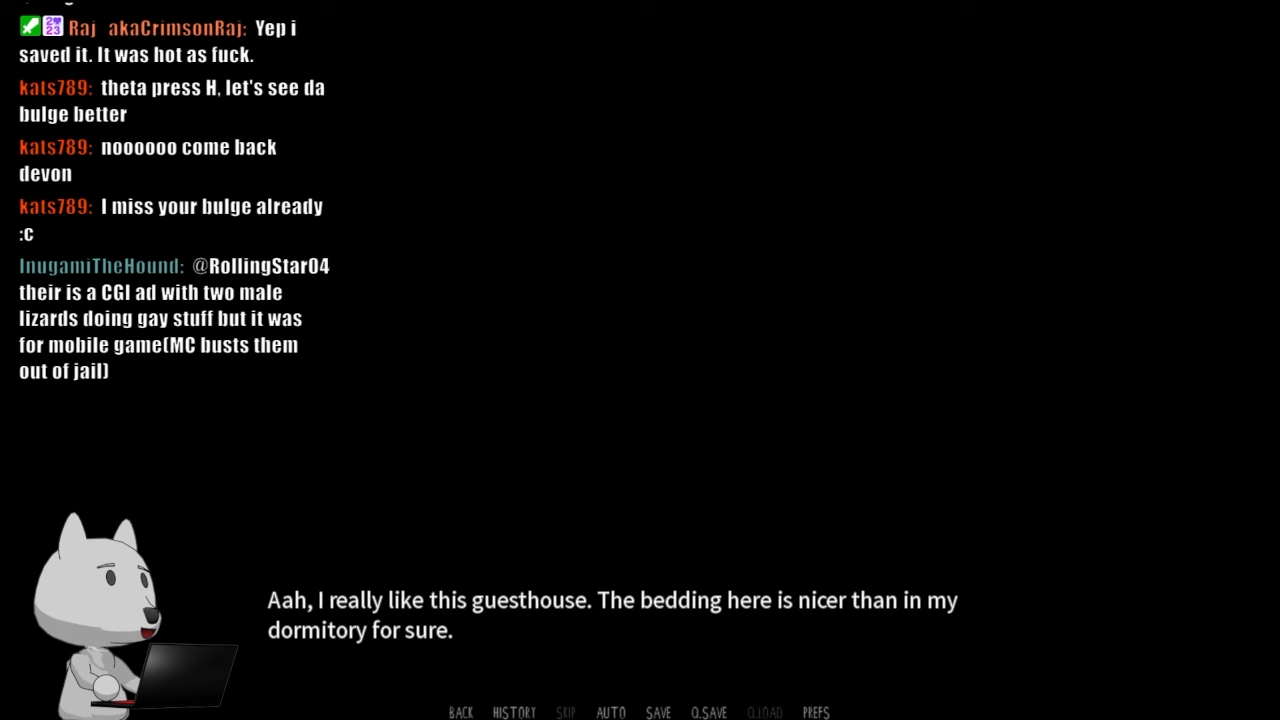 Raj akaCrimsonRaj: Yep i
saved it. It was hot as fuck.
kats789: theta press H, let's see da
bulge better
kats789: noooooo come back
devon
kats789: I miss your bulge already
:c
InugamiTheHound: @RollingStar04
their is a CGI ad with two male
lizards doing gay stuff but it was
for mobile game(MC busts them
out of jail)
Aah, I really like this guesthouse. The bedding here is nicer than in my
dormitory for sure.
BACK HISTORY SKIP AUTO SAVE Q.SAVE Q.LOAD PREFS